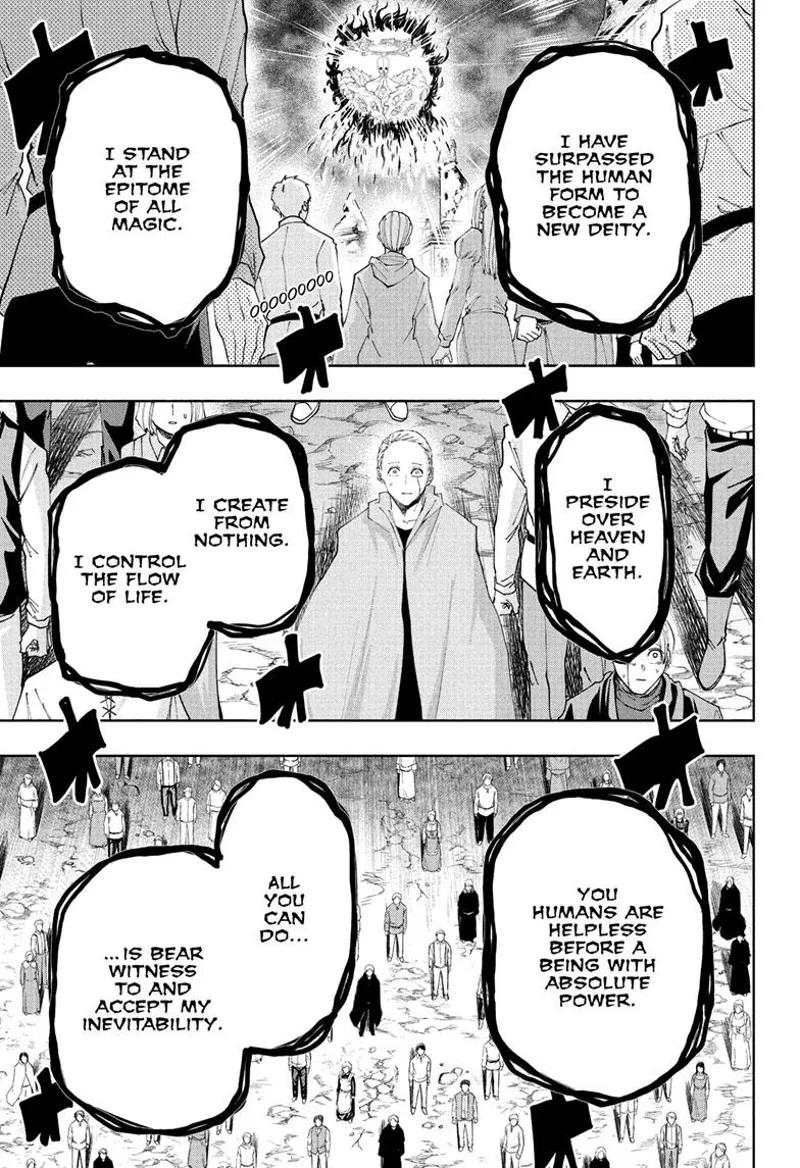 I HAVE
SURPASSED
THE HUMAN
FORM TO
BECOME A
NEW DEITY.
I STAND
AT THE
EPITOME
OF ALL
MAGIC.
OOOOOOOOO
I
PRESIDE
OVER
HEAVEN
AND
EARTH.
I CREATE
FROM
NOTHING.
I CONTROL
THE FLOW
OF LIFE.
YOU
HUMANS ARE
HELPLESS
BEFORE A
BEING WITH
ABSOLUTE
POWER.
ALL
YOU
CAN
DO...
...IS BEAR
WITNESS
TO AND
ACCEPT MY
INEVITABILITY.